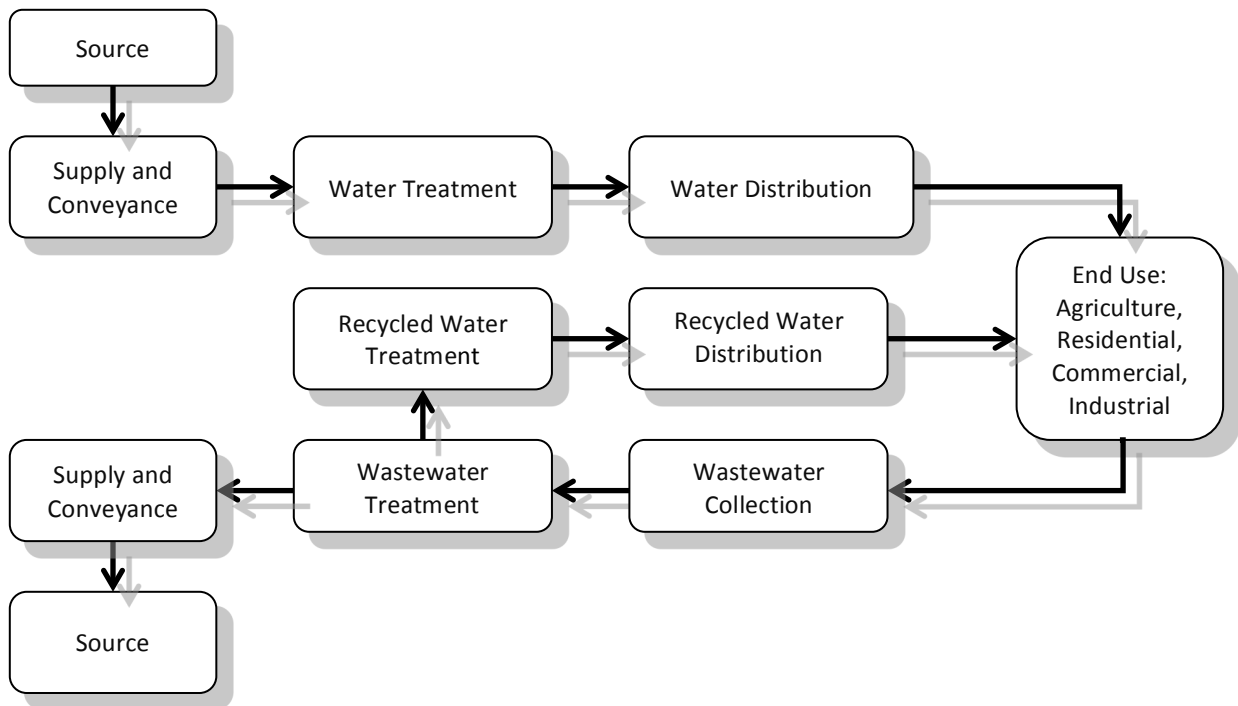 Source
Supply and
Conveyance
Water Treatment
Water Distribution
End Use:
Agriculture,
Residential,
Commercial,
Industrial
Recycled Water
Treatment
Recycled Water
Distribution
Supply and
Conveyance
Wastewater
Treatment
Wastewater
Collection
Source